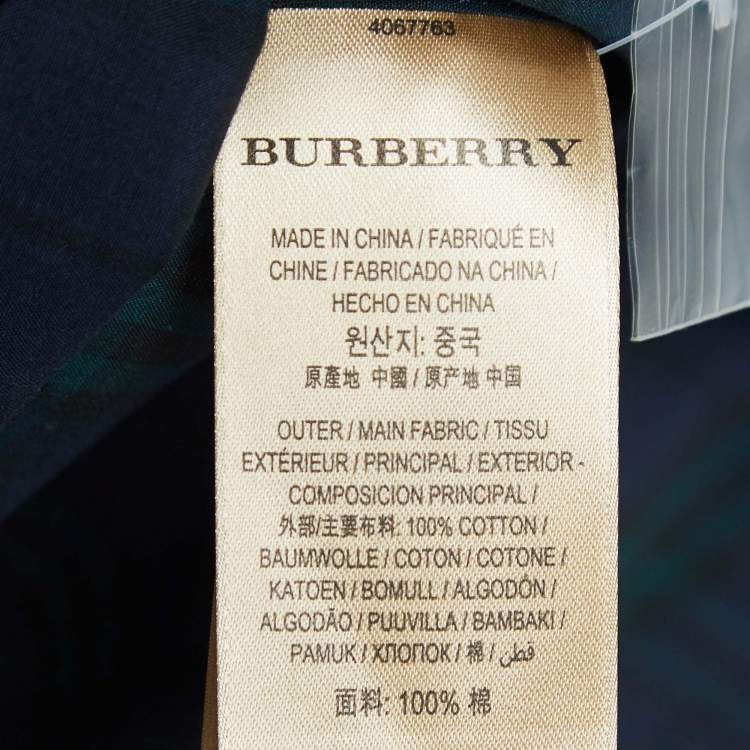 4067763
BURBERRY
MADE IN CHINA / FABRIQUÉ EN
CHINE / FABRICADO NA CHINA /
HECHO EN CHINA
원산지: 중국
原產地 中國 / 原产地 中国
OUTER / MAIN FABRIC / TISSU
EXTÉRIEUR / PRINCIPAL / EXTERIOR -
COMPOSICION PRINCIPAL /
外部/主要布料: 100% COTTON /
BAUMWOLLE / COTON / COTONE /
KATOEN / BOMULL / ALGODÓN /
ALGODÃO / PUUVILLA / BAMBAKI /
PAMUK / ХЛОПОК / 棉 / قطن
面料: 100% 棉